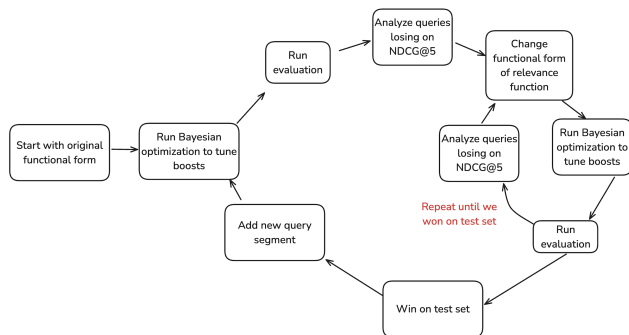 Start with original
functional form
Run Bayesian
optimization to tune
boosts
Run
evaluation
Analyze queries
losing on
NDCG@5
Change
functional form
of relevance
function
Run Bayesian
optimization to
tune boosts
Run
evaluation
Analyze queries
losing on
NDCG@5
Repeat until we
won on test set
Win on test set
Add new query
segment